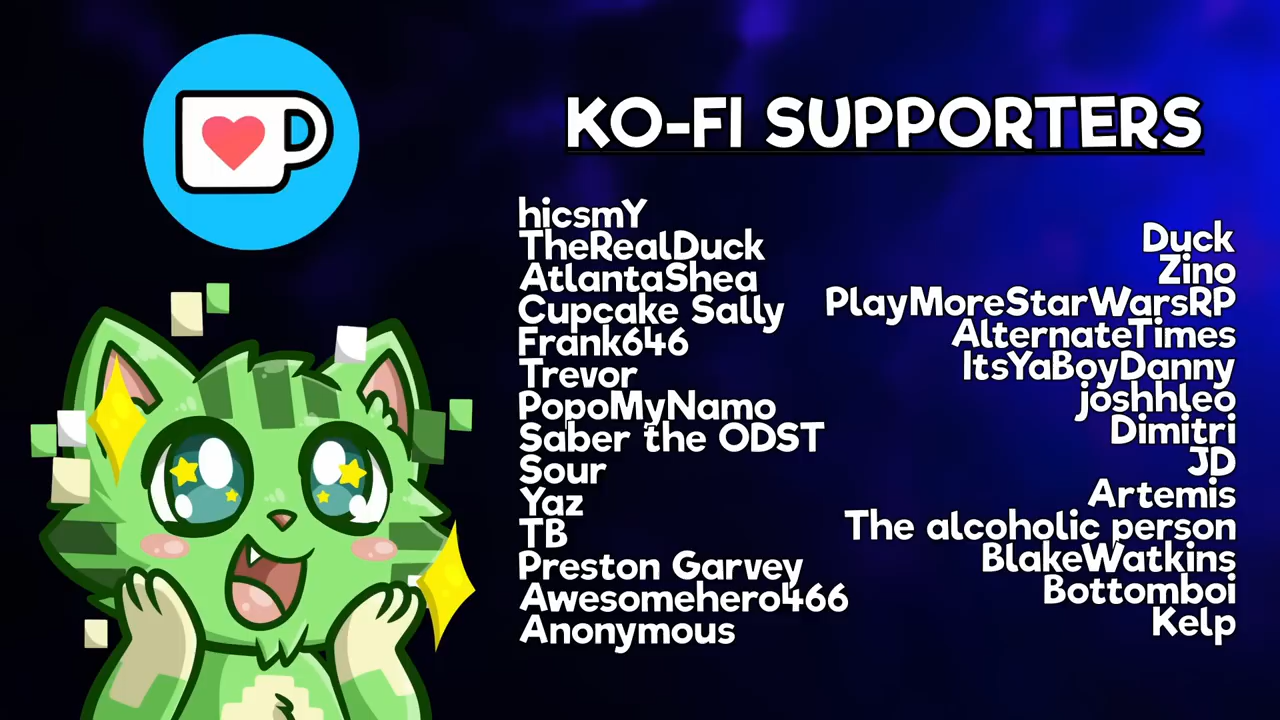 KO-FI SUPPORTERS
hicsmY
TheRealDuck
AtlantaShea
Cupcake Sally
Frank646
Trevor
PopoMyNamo
Saber the ODST
Sour
Yaz
TB
Preston Garvey
Awesomehero466
Anonymous
Duck
Zino
PlayMoreStarWarsRP
AlternateTimes
ItsYaBoyDanny
joshhleo
Dimitri
JD
Artemis
The alcoholic person
BlakeWatkins
Bottomboi
Kelp